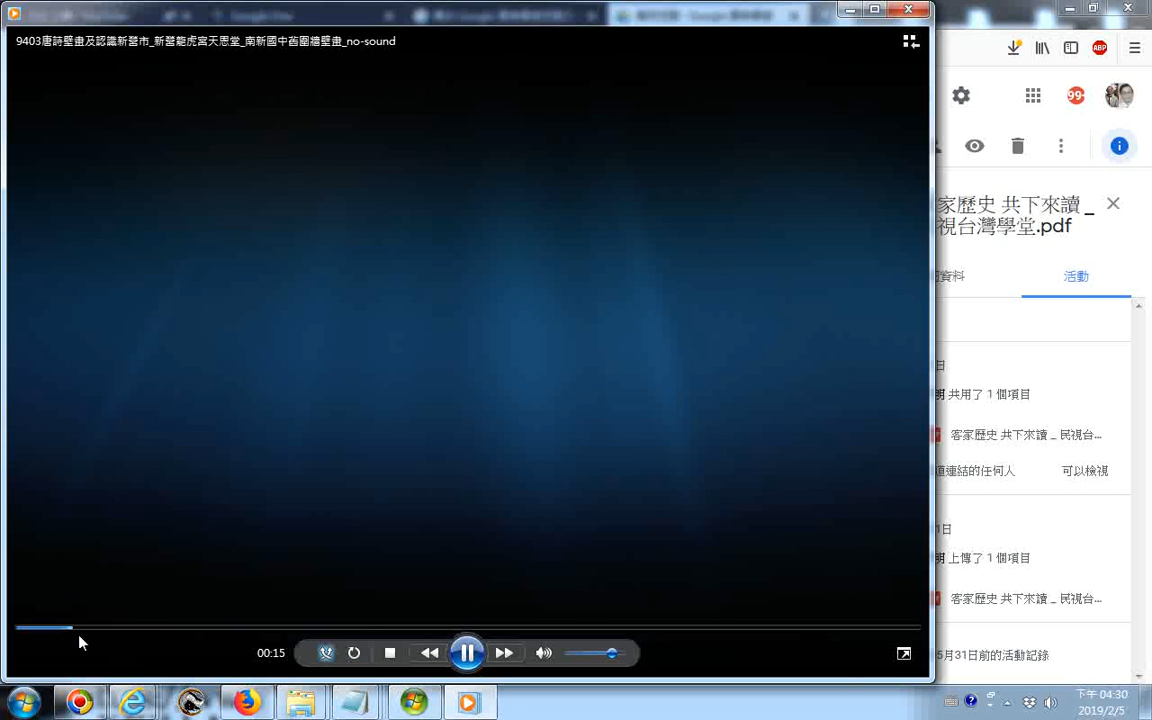 9403唐詩壁畫及認識新營市_新營龍虎宮天恩堂_南新國中舊圍牆壁畫_no-sound
ABP
99+
家歷史 共下來讀 _
視台灣學堂.pdf
資料
活動
日
共用了 1 個項目
客家歷史 共下來讀 _ 民視台...
連結的任何人
可以檢視
1日
上傳了 1 個項目
客家歷史 共下來讀 _ 民視台...
5月31日前的活動記錄
00:15
下午 04:30
2019/2/5